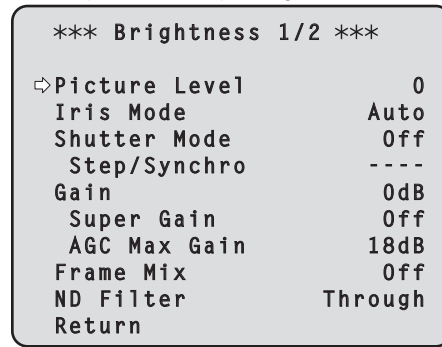 *** Brightness 1/2 ***
⇨Picture Level 0
Iris Mode Auto
Shutter Mode Off
Step/Synchro ----
Gain 0dB
Super Gain Off
AGC Max Gain 18dB
Frame Mix Off
ND Filter Through
Return